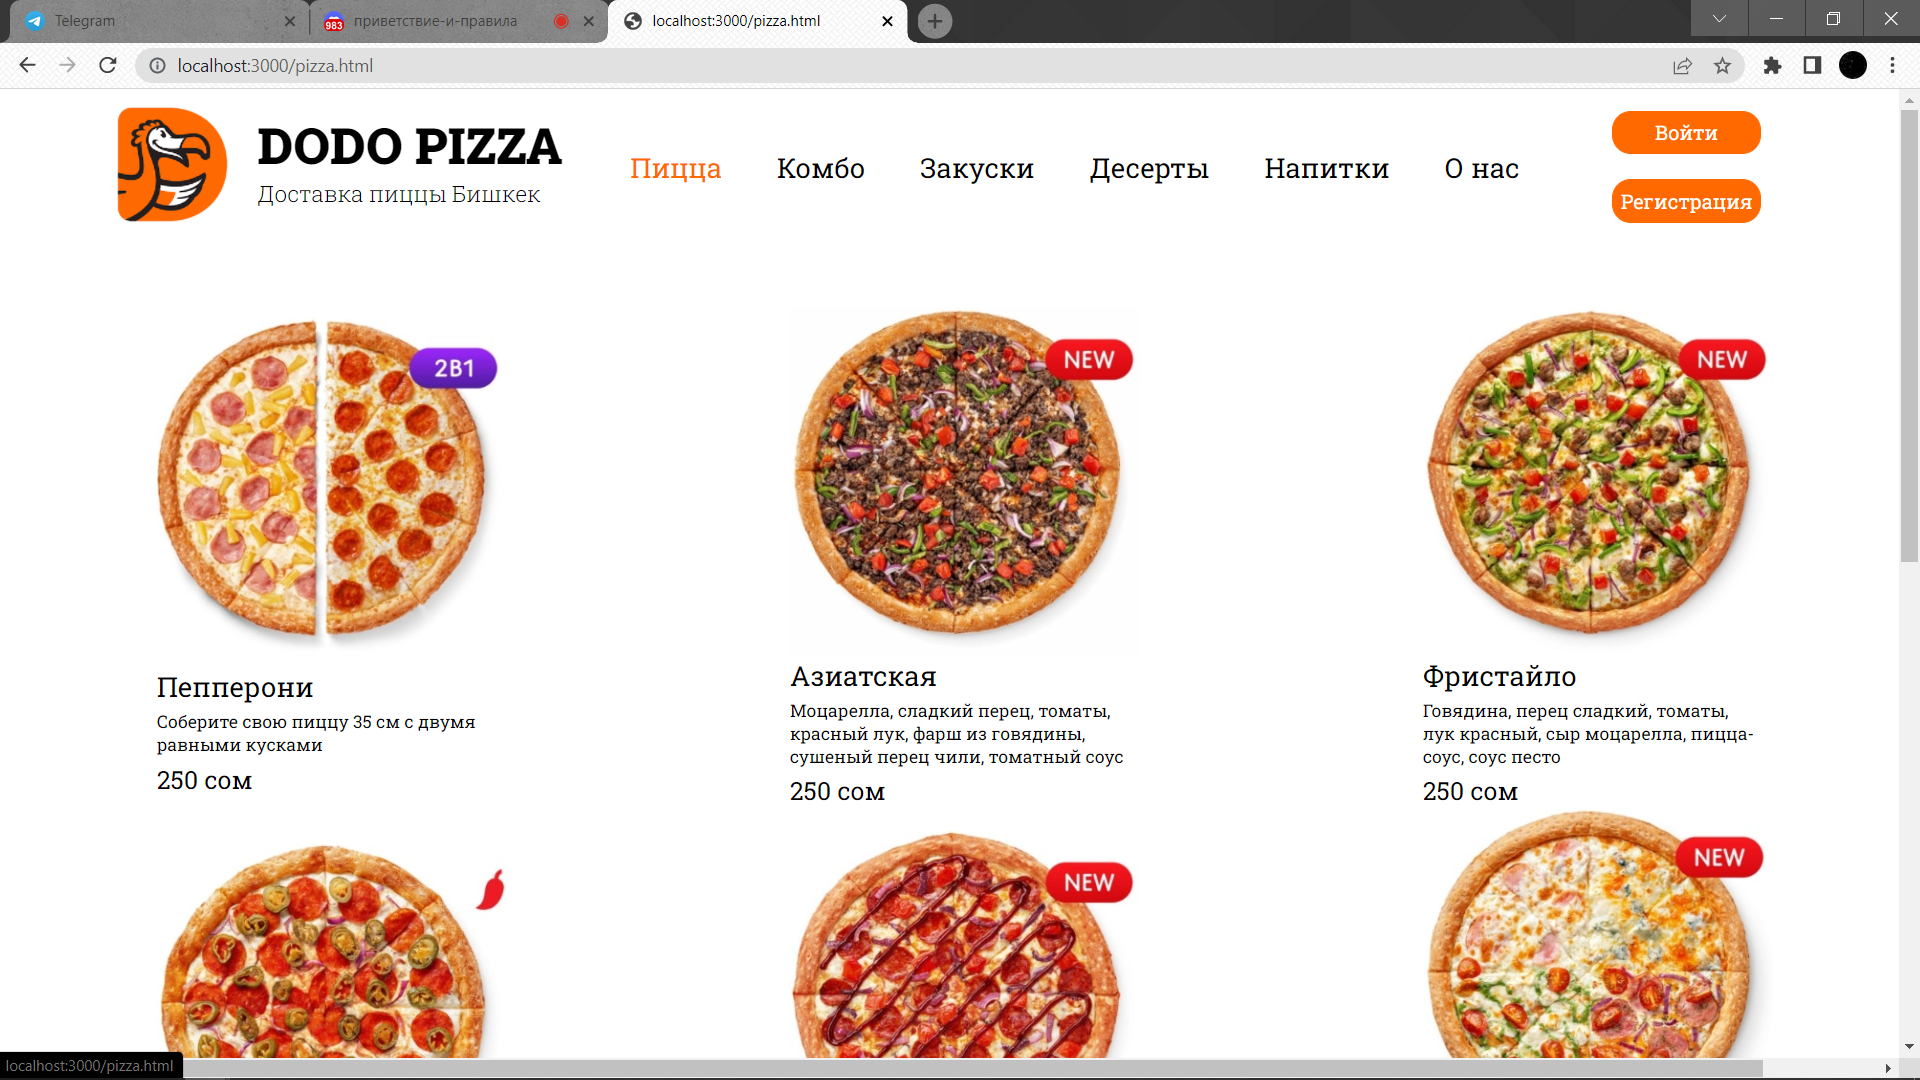 Telegram
983
приветствие-и-правила
localhost:3000/pizza.html
localhost:3000/pizza.html
DODO PIZZA
Доставка пиццы Бишкек
Пицца
Комбо
Закуски
Десерты
Напитки
О нас
Войти
Регистрация
2В1
NEW
NEW
Пепперони
Соберите свою пиццу 35 см с двумя
равными кусками
250 сом
Азиатская
Моцарелла, сладкий перец, томаты,
красный лук, фарш из говядины,
сушеный перец чили, томатный соус
250 сом
Фристайло
Говядина, перец сладкий, томаты,
лук красный, сыр моцарелла, пицца-
соус, соус песто
250 сом
NEW
NEW
localhost:3000/pizza.html